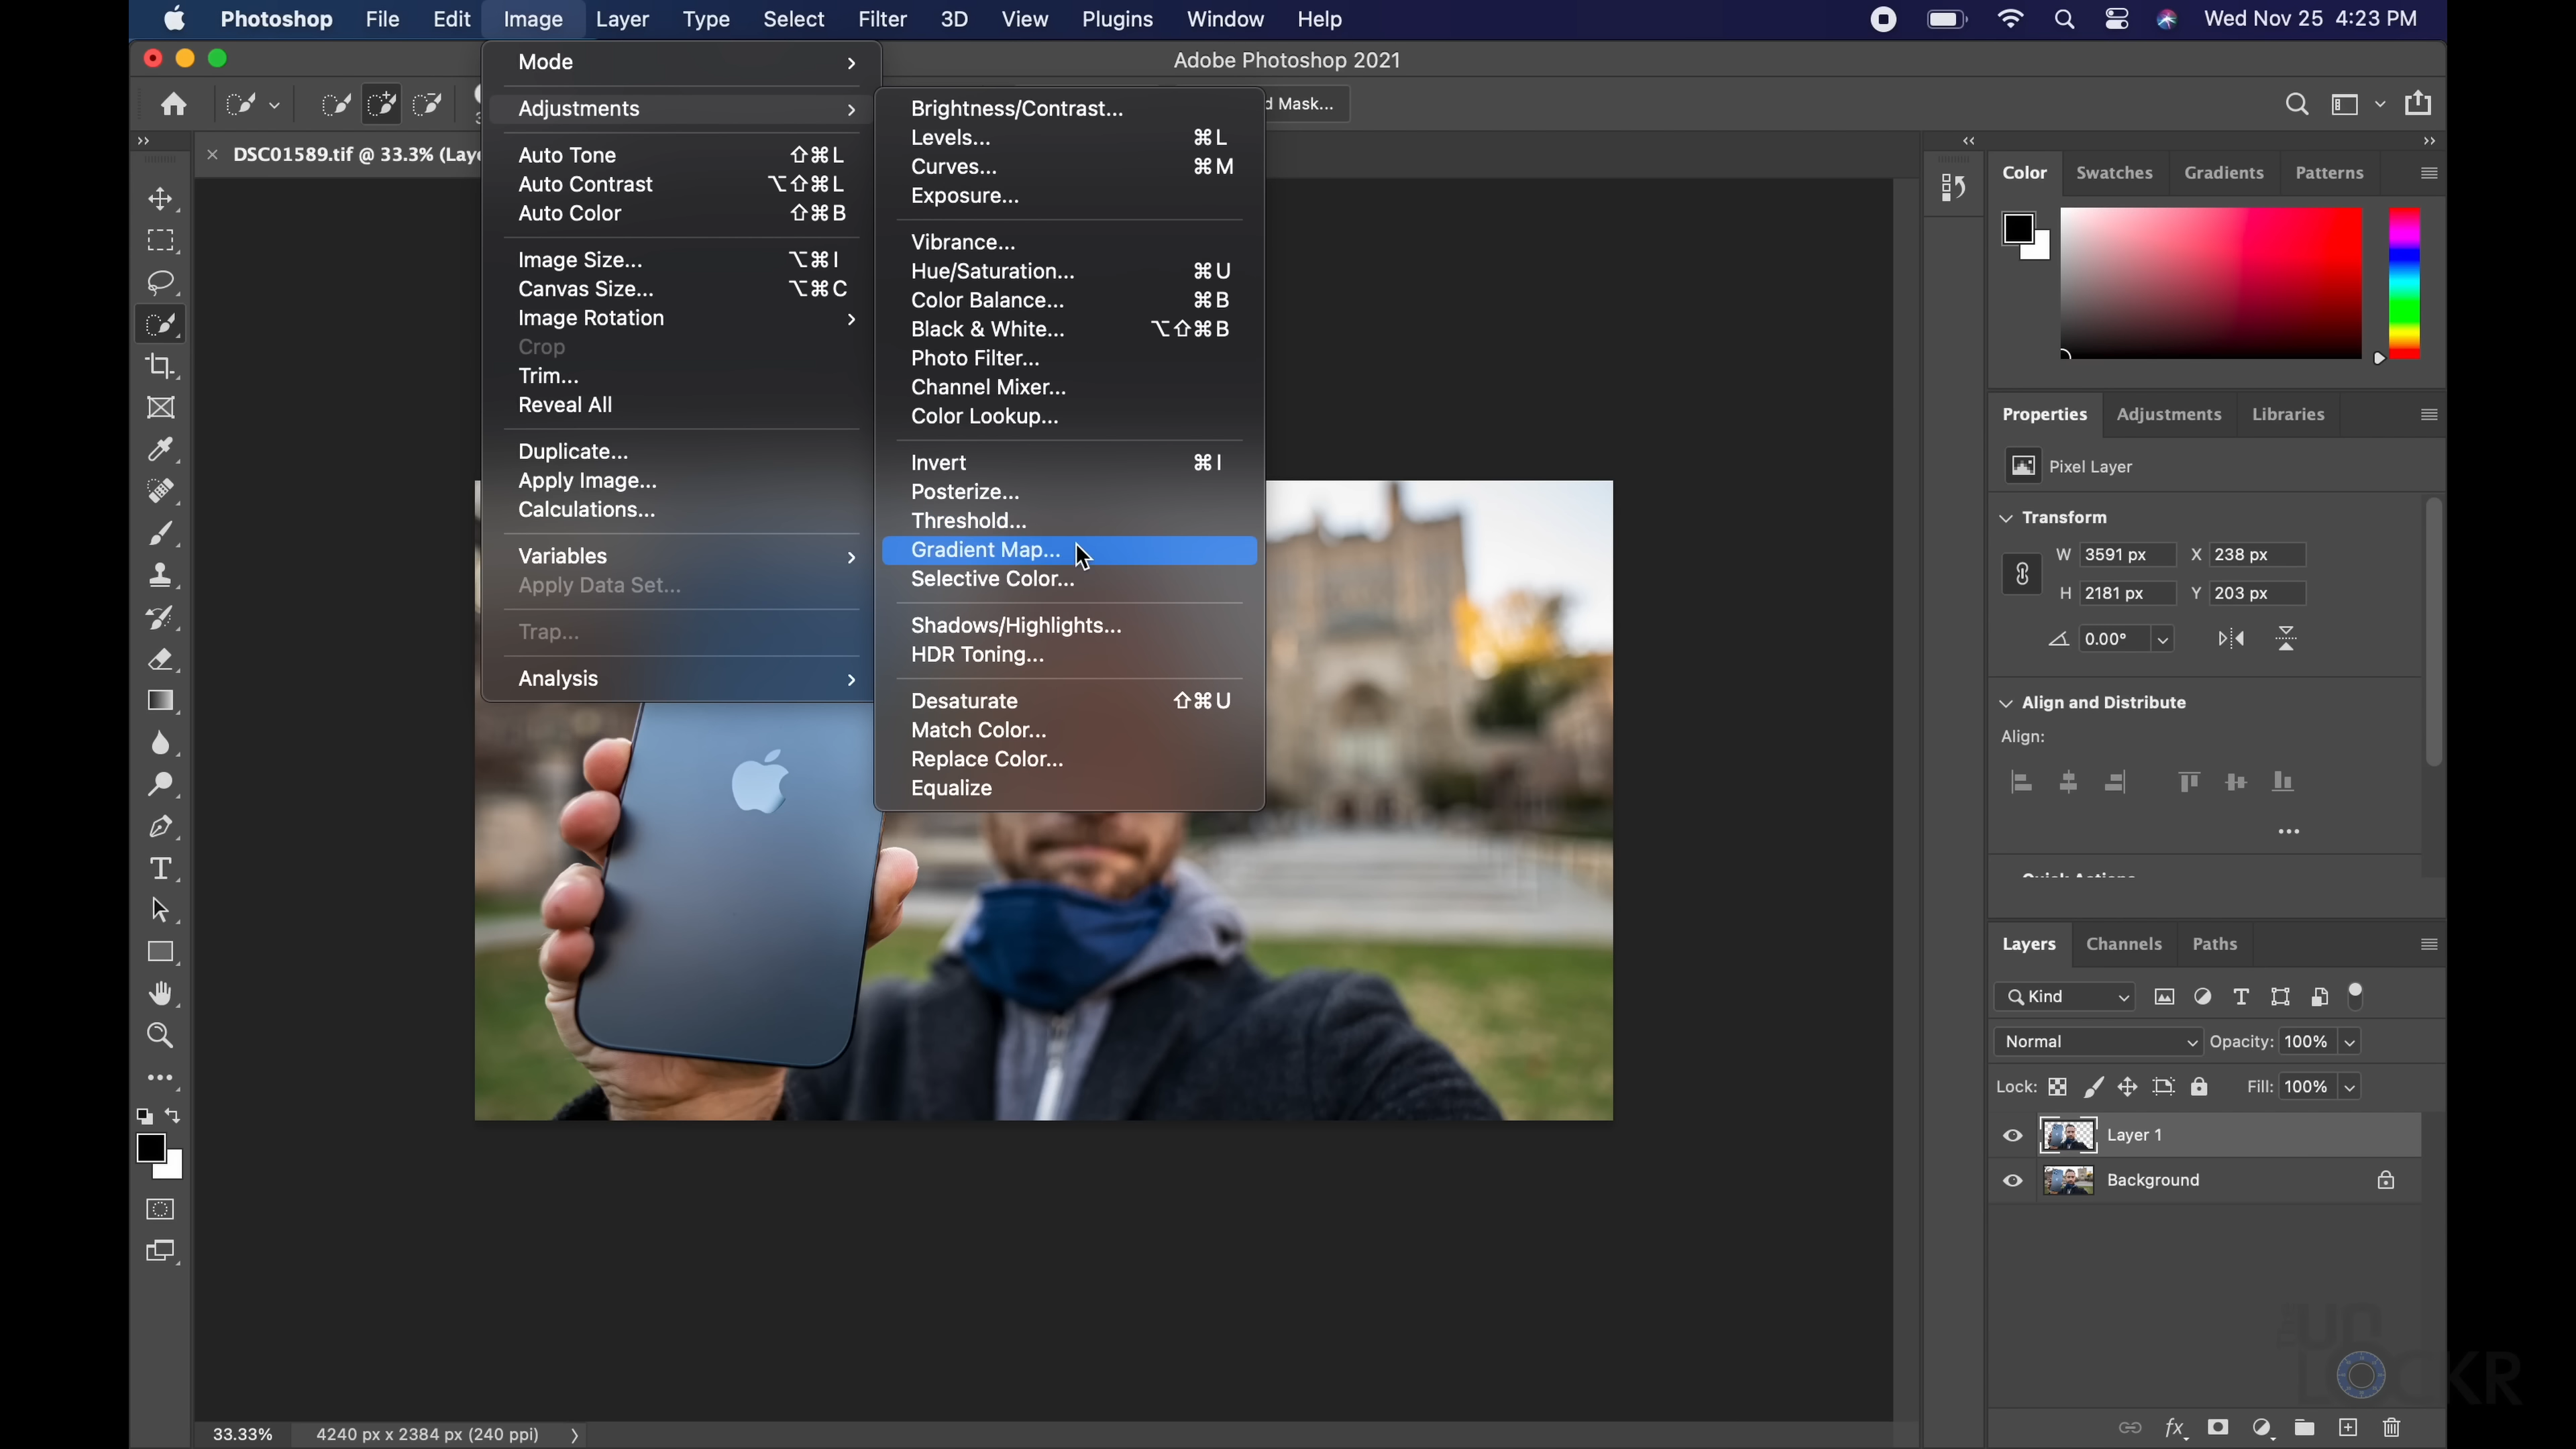 Photoshop File Edit Image Layer Type Select Filter 3D View Plugins Window Help Wed Nov 25 4:23 PM
Adobe Photoshop 2021
d Mask...
DSC01589.tif @ 33.3% (Laye
Mode
Adjustments
Auto Tone ⇧⌘L
Auto Contrast ⌥⇧⌘L
Auto Color ⇧⌘B
Image Size... ⌥⌘I
Canvas Size... ⌥⌘C
Image Rotation
Crop
Trim...
Reveal All
Duplicate...
Apply Image...
Calculations...
Variables
Apply Data Set...
Trap...
Analysis
Brightness/Contrast...
Levels... ⌘L
Curves... ⌘M
Exposure...
Vibrance...
Hue/Saturation... ⌘U
Color Balance... ⌘B
Black & White... ⌥⇧⌘B
Photo Filter...
Channel Mixer...
Color Lookup...
Invert ⌘I
Posterize...
Threshold...
Gradient Map...
Selective Color...
Shadows/Highlights...
HDR Toning...
Desaturate ⇧⌘U
Match Color...
Replace Color...
Equalize
Color Swatches Gradients Patterns
Properties Adjustments Libraries
Pixel Layer
Transform
W 3591 px X 238 px
H 2181 px Y 203 px
0.00°
Align and Distribute
Align:
Layers Channels Paths
Kind
Normal Opacity: 100%
Lock: Fill: 100%
Layer 1
Background
33.33% 4240 px x 2384 px (240 ppi)
UN
LOCKR